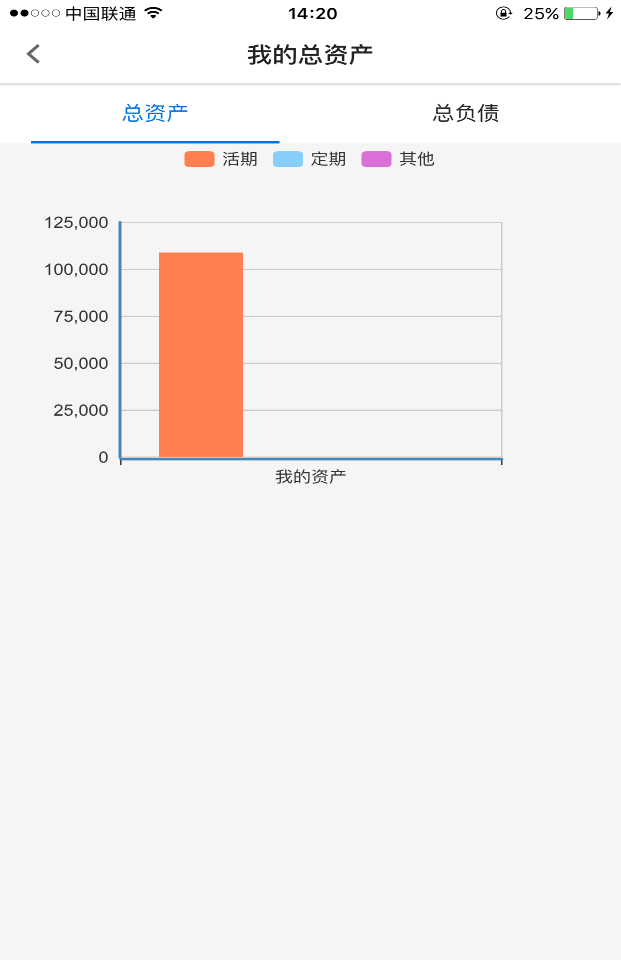 中国联通 14:20 25%
我的总资产
总资产 总负债
活期 定期 其他
125,000
100,000
75,000
50,000
25,000
0
我的资产